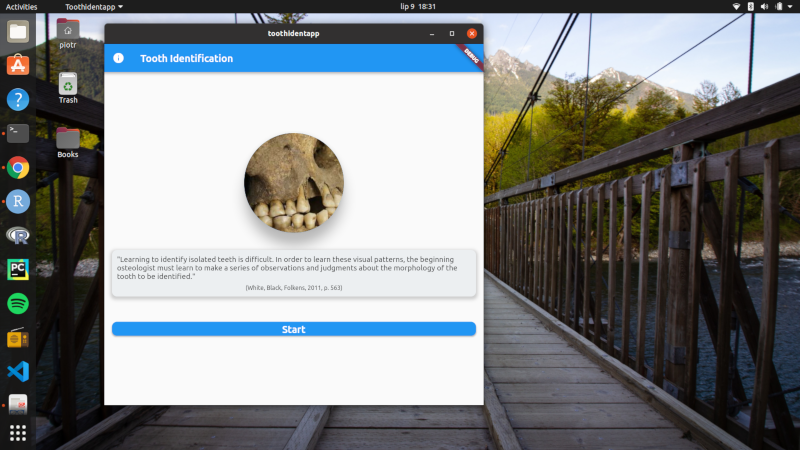 Activities
Toothidentapp
lip 9 18:31
piotr
Trash
Books
toothidentapp
Tooth Identification
DEBUG
"Learning to identify isolated teeth is difficult. In order to learn these visual patterns, the beginning
osteologist must learn to make a series of observations and judgments about the morphology of the
tooth to be identified."
(White, Black, Folkens, 2011, p. 563)
Start